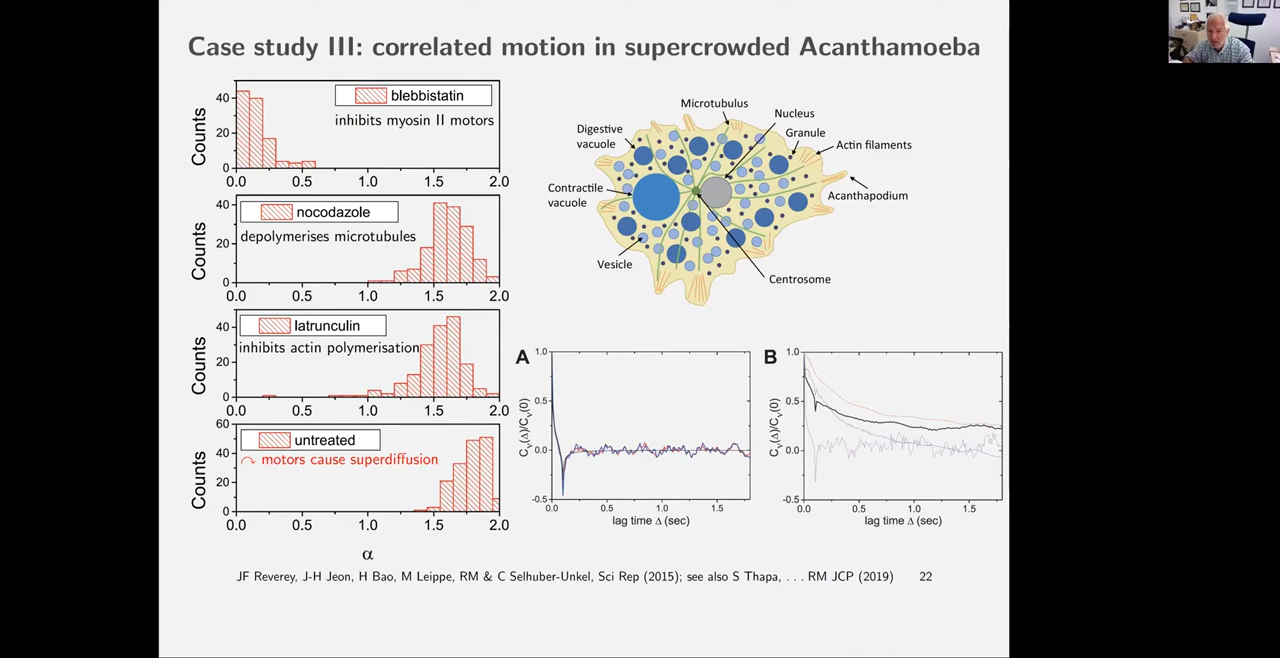 Case study III: correlated motion in supercrowded Acanthamoeba
blebbistatin
inhibits myosin II motors
Counts
40
20
0
0.0 0.5 1.0 1.5 2.0
nocodazole
depolymerises microtubules
Counts
40
20
0
0.0 0.5 1.0 1.5 2.0
latrunculin
inhibits actin polymerisation
Counts
40
20
0
0.0 0.5 1.0 1.5 2.0
untreated
motors cause superdiffusion
Counts
60
40
20
0
0.0 0.5 1.0 1.5 2.0
α
Microtubulus
Nucleus
Digestive
vacuole
Granule
Actin filaments
Contractile
vacuole
Acanthapodium
Vesicle
Centrosome
A
1.0
0.5
0.0
-0.5
Cᵥ(Δ)/Cᵥ(0)
0.0 0.5 1.0 1.5
lag time Δ (sec)
B
1.0
0.5
0.0
-0.5
Cᵥ(Δ)/Cᵥ(0)
0.0 0.5 1.0 1.5
lag time Δ (sec)
JF Reverey, J-H Jeon, H Bao, M Leippe, RM & C Selhuber-Unkel, Sci Rep (2015); see also S Thapa, . . . RM JCP (2019) 22